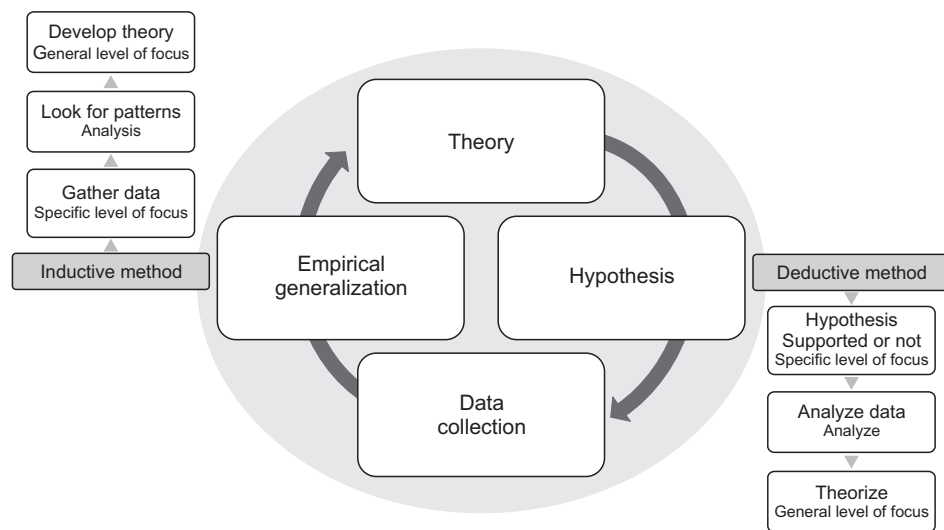 Develop theory
General level of focus
Look for patterns
Analysis
Gather data
Specific level of focus
Inductive method
Theory
Empirical
generalization
Hypothesis
Data
collection
Deductive method
Hypothesis
Supported or not
Specific level of focus
Analyze data
Analyze
Theorize
General level of focus